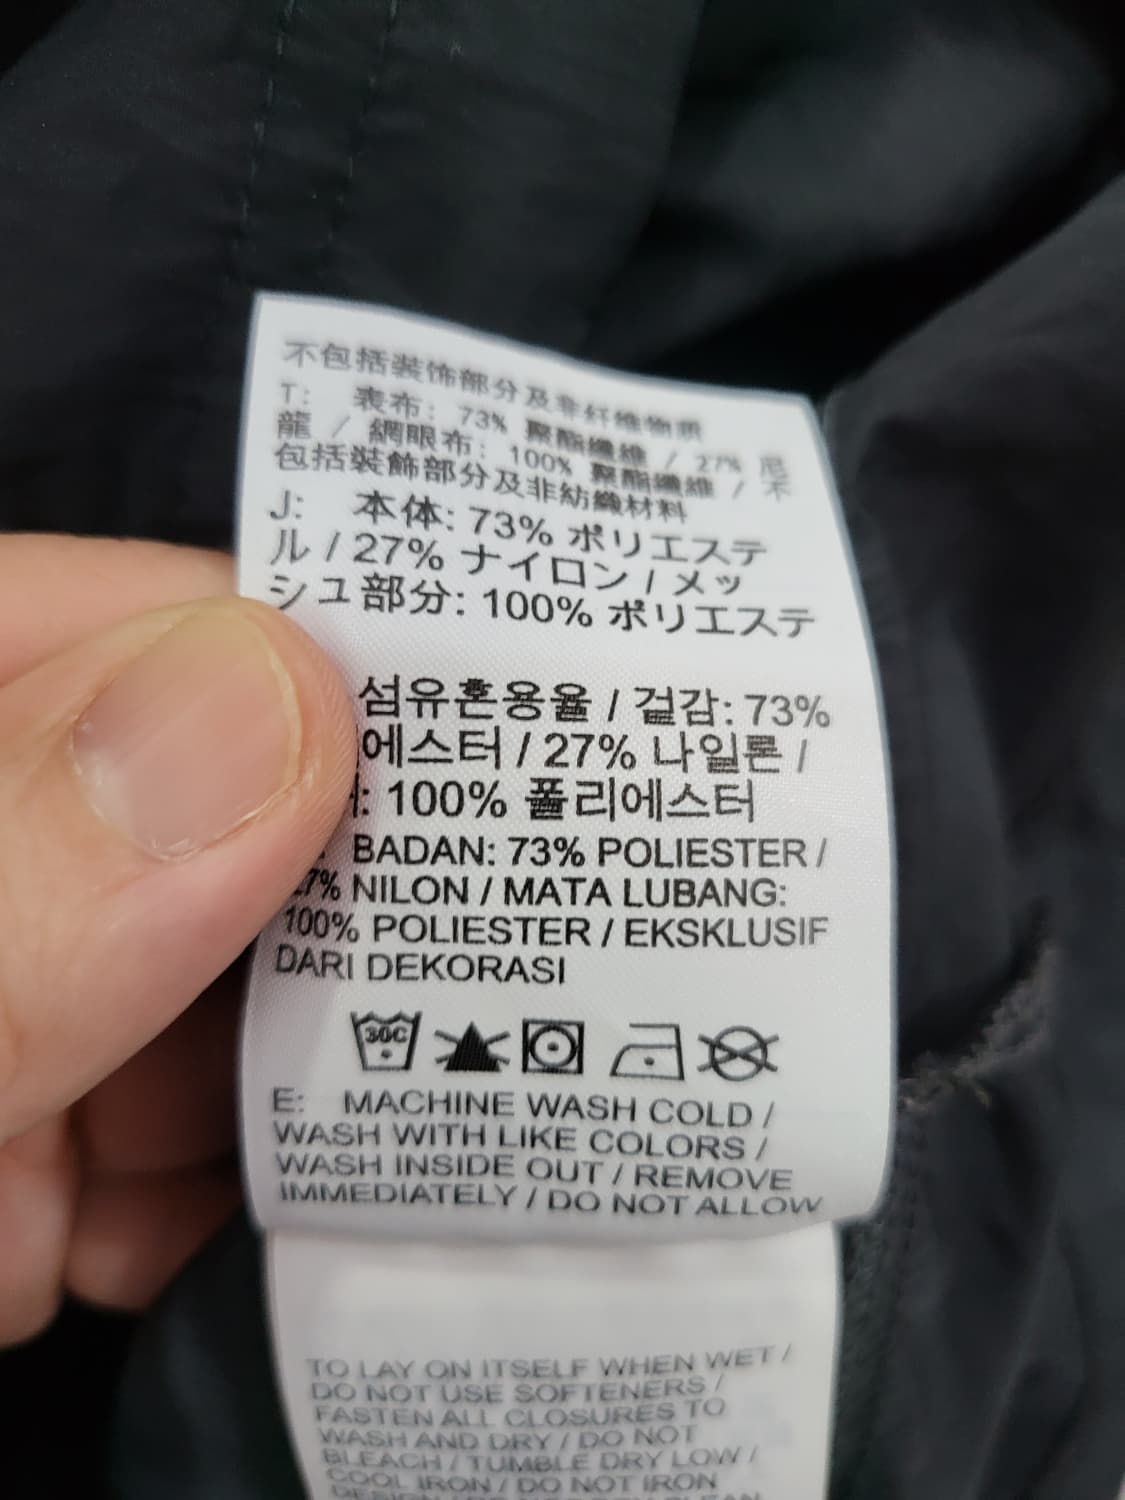 不包括装饰部分及非纤维物质
T: 表布: 73% 聚酯纖維 / 27% 尼
龍 / 網眼布: 100% 聚酯纖維 / 不
包括裝飾部分及非紡織材料
J: 本体: 73% ポリエステ
ル / 27% ナイロン / メッ
シュ部分: 100% ポリエステ
섬유혼용율 / 겉감: 73%
에스터 / 27% 나일론 /
: 100% 폴리에스터
BADAN: 73% POLIESTER /
27% NILON / MATA LUBANG:
100% POLIESTER / EKSKLUSIF
DARI DEKORASI
30C
E: MACHINE WASH COLD /
WASH WITH LIKE COLORS /
WASH INSIDE OUT / REMOVE
IMMEDIATELY / DO NOT ALLOW
TO LAY ON ITSELF WHEN WET /
DO NOT USE SOFTENERS /
FASTEN ALL CLOSURES TO
WASH AND DRY / DO NOT
BLEACH / TUMBLE DRY LOW /
COOL IRON / DO NOT IRON